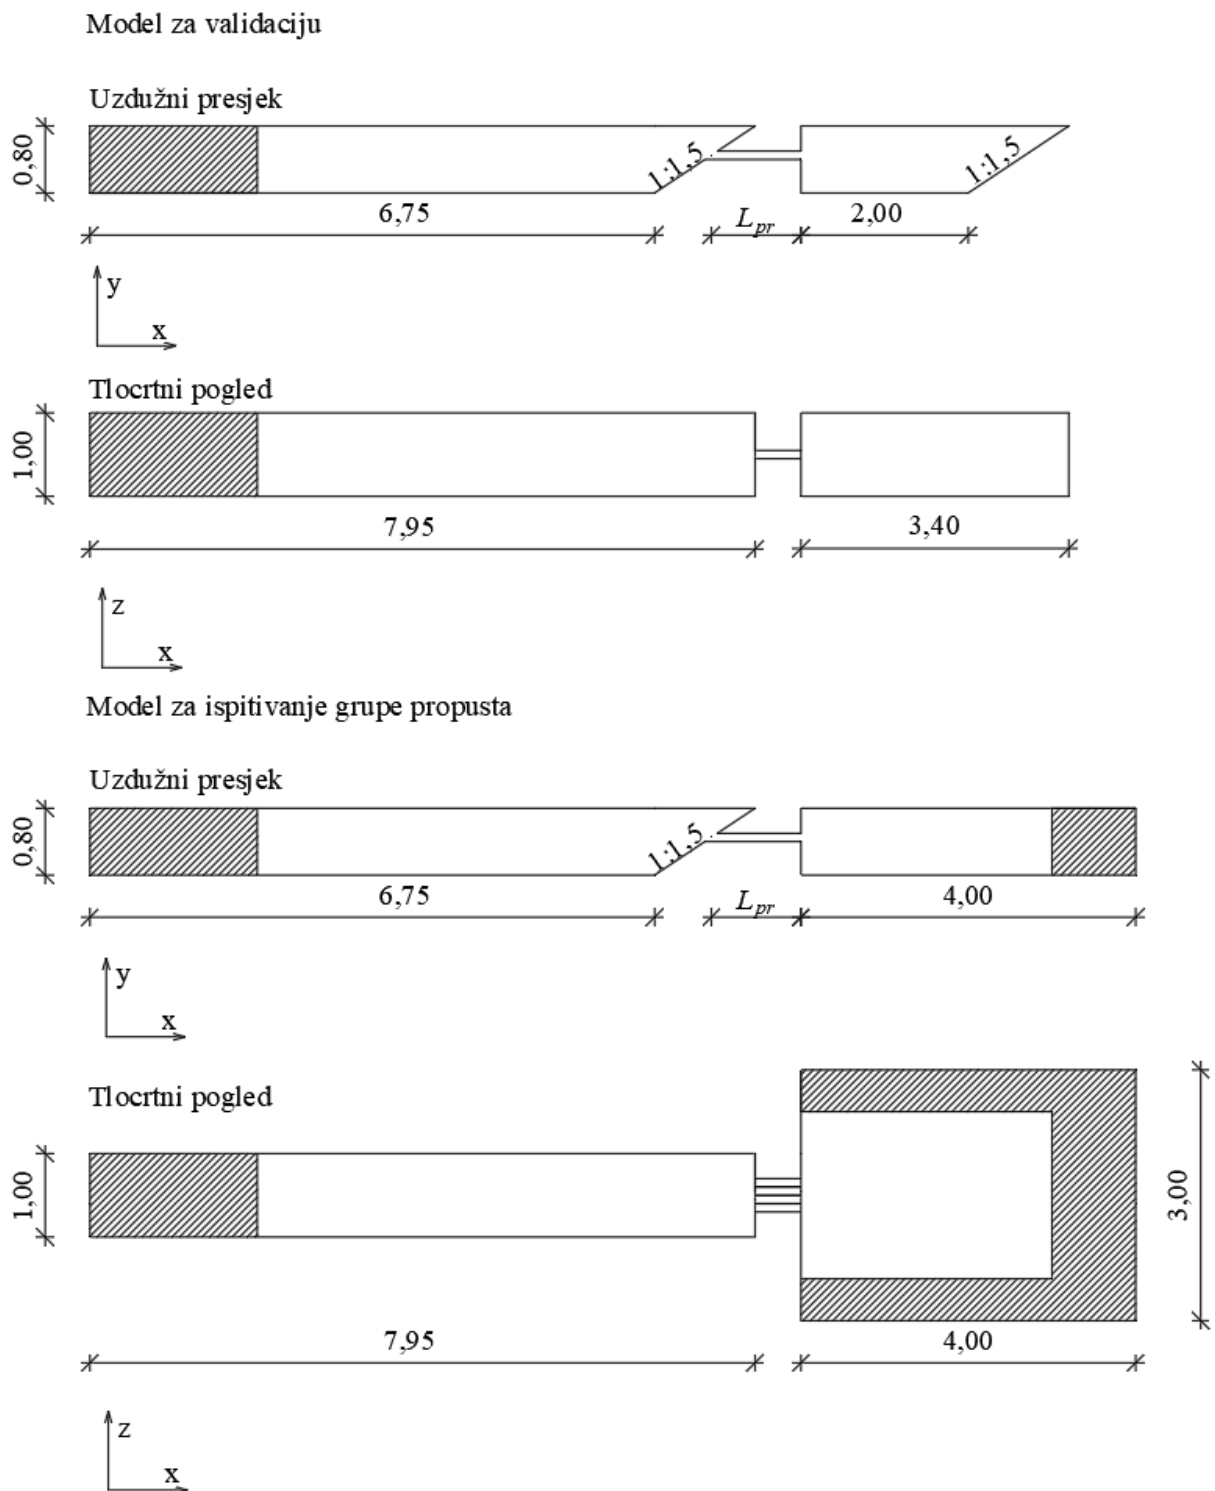 Model za validaciju
Uzdužni presjek
0,80
1:1,5
1:1,5
6,75
L_pr
2,00
y
x
Tlocrtni pogled
1,00
7,95
3,40
z
x
Model za ispitivanje grupe propusta
Uzdužni presjek
0,80
1:1,5
6,75
L_pr
4,00
y
x
Tlocrtni pogled
1,00
3,00
7,95
4,00
z
x